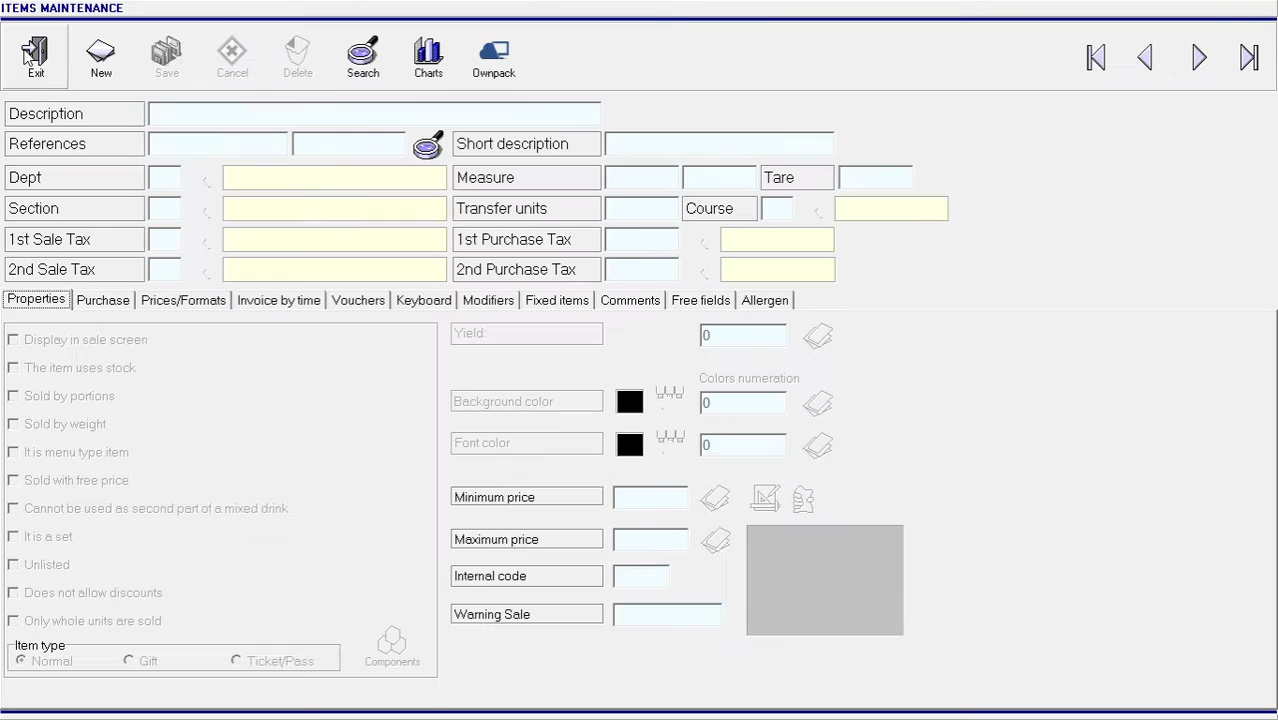 ITEMS MAINTENANCE
Exit New Save Cancel Delete Search Charts Ownpack
Description
References Short description
Dept Measure Tare
Section Transfer units Course
1st Sale Tax 1st Purchase Tax
2nd Sale Tax 2nd Purchase Tax
Properties Purchase Prices/Formats Invoice by time Vouchers Keyboard Modifiers Fixed items Comments Free fields Allergen
Display in sale screen
The item uses stock
Sold by portions
Sold by weight
It is menu type item
Sold with free price
Cannot be used as second part of a mixed drink
It is a set
Unlisted
Does not allow discounts
Only whole units are sold
Item type
Normal Gift Ticket/Pass
Components
Yield: 0
Colors numeration
Background color 0
Font color 0
Minimum price
Maximum price
Internal code
Warning Sale